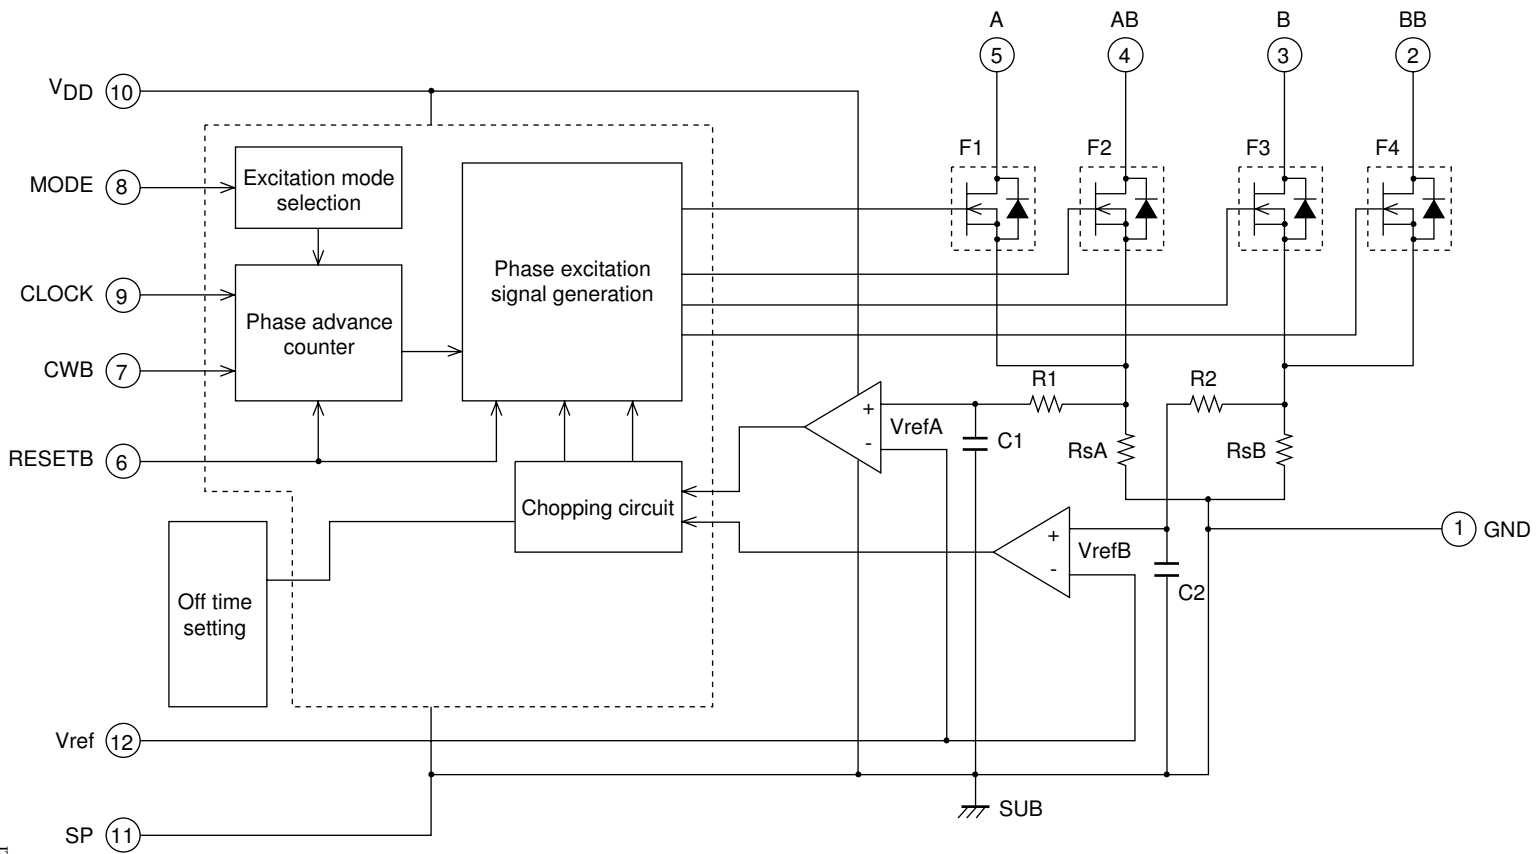 A AB B BB
5 4 3 2
VDD 10
F1 F2 F3 F4
MODE 8
Excitation mode
selection
Phase excitation
signal generation
CLOCK 9
Phase advance
counter
CWB 7
R1 R2
+
VrefA
-
C1
RsA RsB
RESETB 6
Chopping circuit
1 GND
+
VrefB
-
C2
Off time
setting
Vref 12
SUB
SP 11